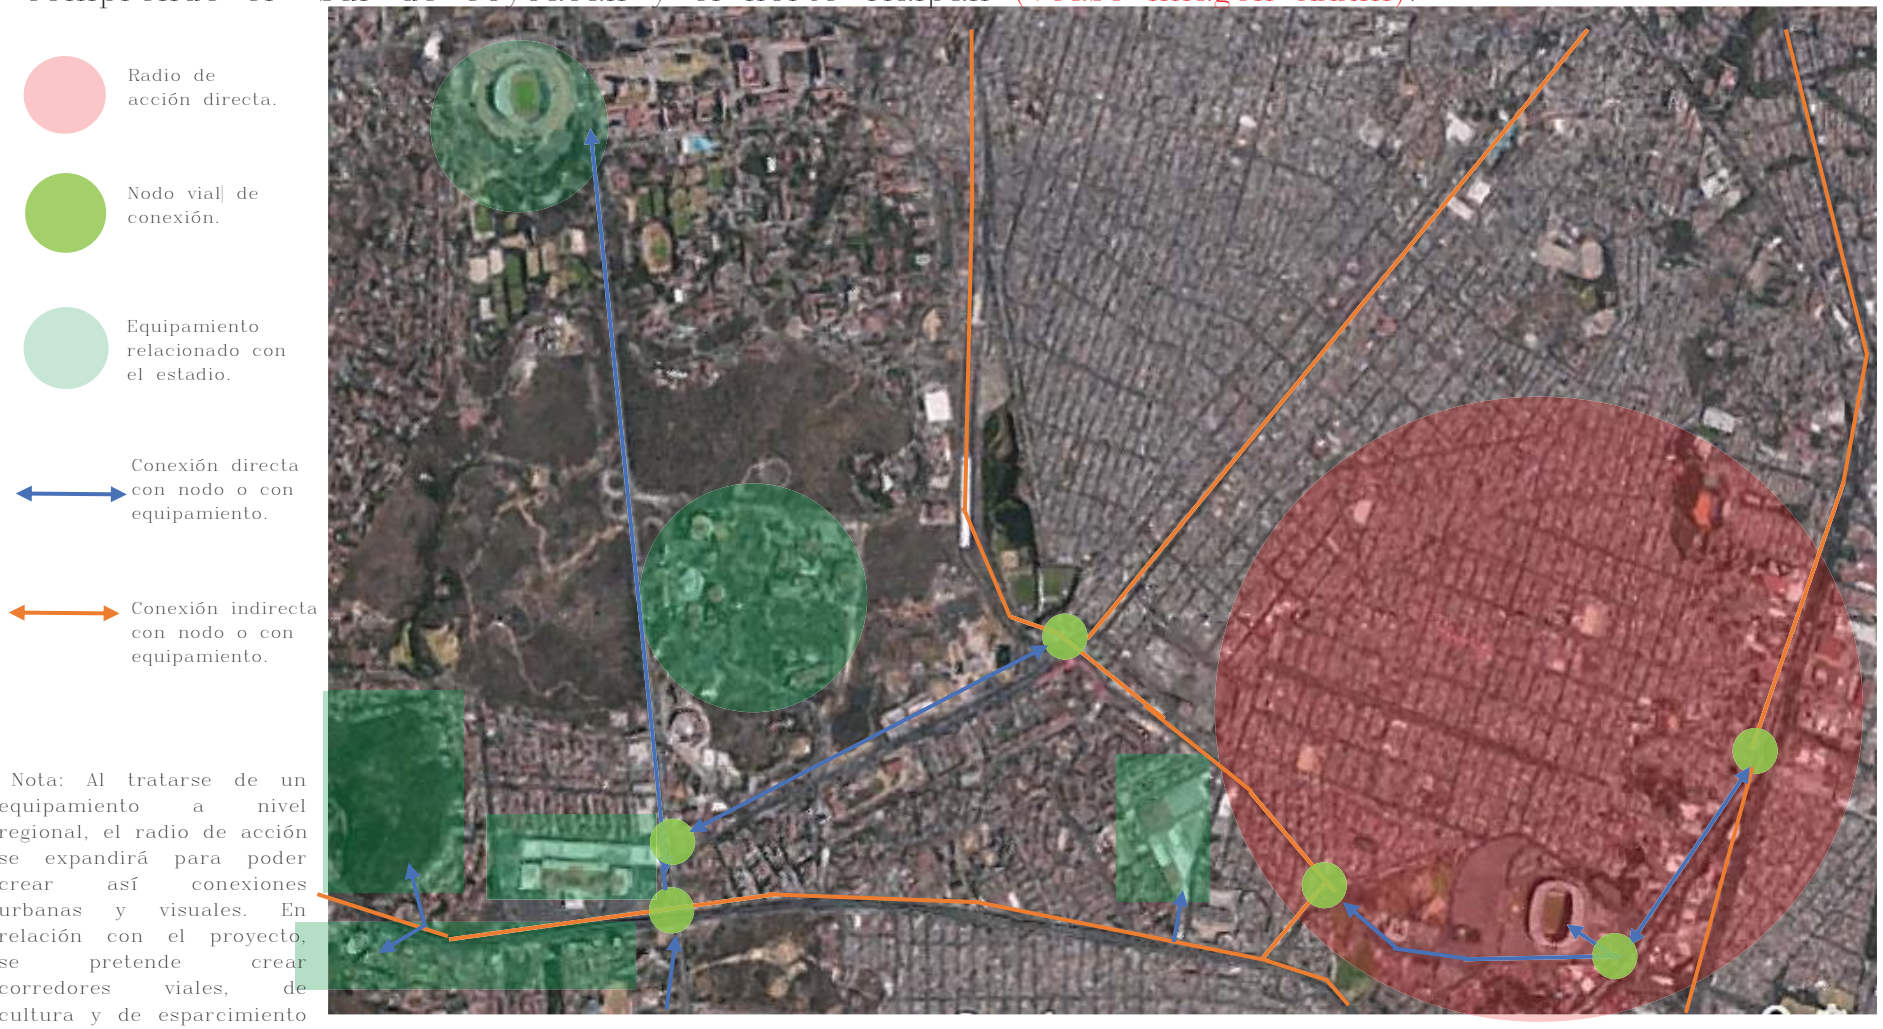 Radio de
acción directa.
Nodo vial de
conexión.
Equipamiento
relacionado con
el estadio.
Conexión directa
con nodo o con
equipamiento.
Conexión indirecta
con nodo o con
equipamiento.
Nota: Al tratarse de un
equipamiento a nivel
regional, el radio de acción
se expandirá para poder
crear así conexiones
urbanas y visuales. En
relación con el proyecto,
se pretende crear
corredores viales, de
cultura y de esparcimiento